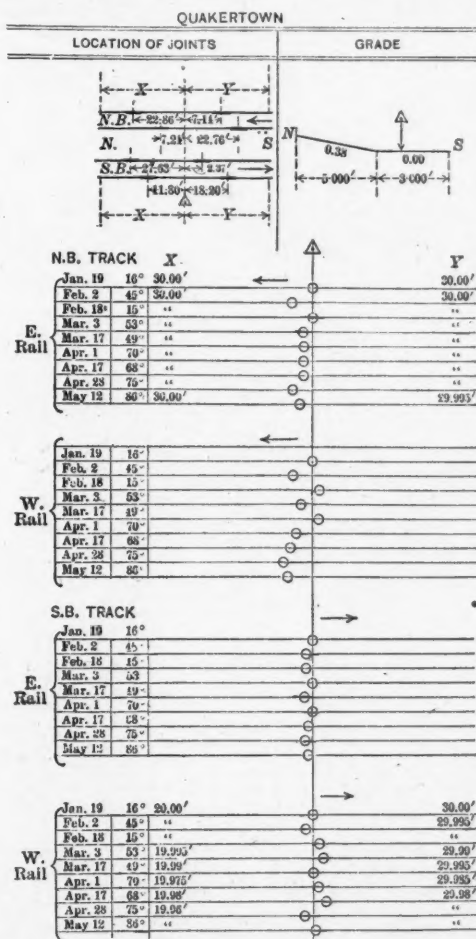 QUAKERTOWN
LOCATION OF JOINTS GRADE
X Y
N.B. 22.86' 7.14'
N. 7.24 22.76' S
S.B. 27.63' 2.37'
11.80 18.20'
X Y
N S
0.38 0.00
5 000' 3 000'
N.B. TRACK X Y
E. Rail
Jan. 19 16° 30.00' 30.00'
Feb. 2 45° 30.00' 30.00'
Feb. 18 15° " "
Mar. 3 53° " "
Mar. 17 49° " "
Apr. 1 70° " "
Apr. 17 68° " "
Apr. 28 75° " "
May 12 86° 30.00' 29.995'
W. Rail
Jan. 19 16°
Feb. 2 45°
Feb. 18 15°
Mar. 3 53°
Mar. 17 49°
Apr. 1 70°
Apr. 17 68°
Apr. 28 75°
May 12 86°
S.B. TRACK
E. Rail
Jan. 19 16°
Feb. 2 45°
Feb. 18 15°
Mar. 3 53
Mar. 17 49°
Apr. 1 70°
Apr. 17 68°
Apr. 28 75°
May 12 86°
W. Rail
Jan. 19 16° 20.00' 30.00'
Feb. 2 45° " 29.995'
Feb. 18 15° " "
Mar. 3 53° 19.995' 29.99'
Mar. 17 49° 19.99' 29.995'
Apr. 1 70° 19.975' 29.985'
Apr. 17 68° 19.98' 29.98'
Apr. 28 75° 19.98' "
May 12 86° " "